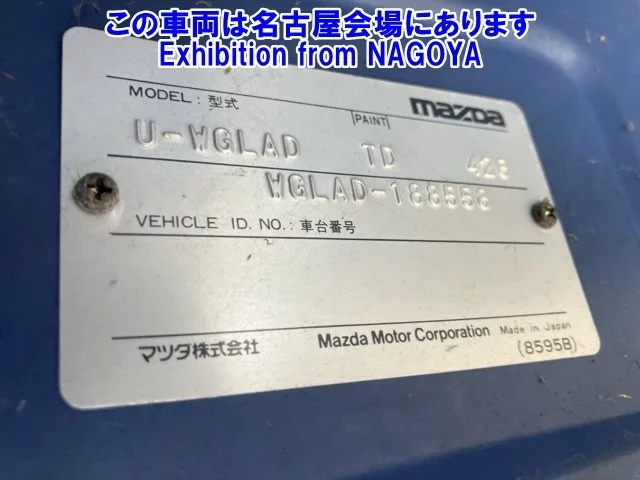 この車両は名古屋会場にあります
Exhibition from NAGOYA
MODEL : 型式
PAINT
mazda
U-WGLAD TD
WGLAD-188556
VEHICLE ID. NO. : 車台番号
マツダ株式会社
Mazda Motor Corporation Made in Japan
(8595B)